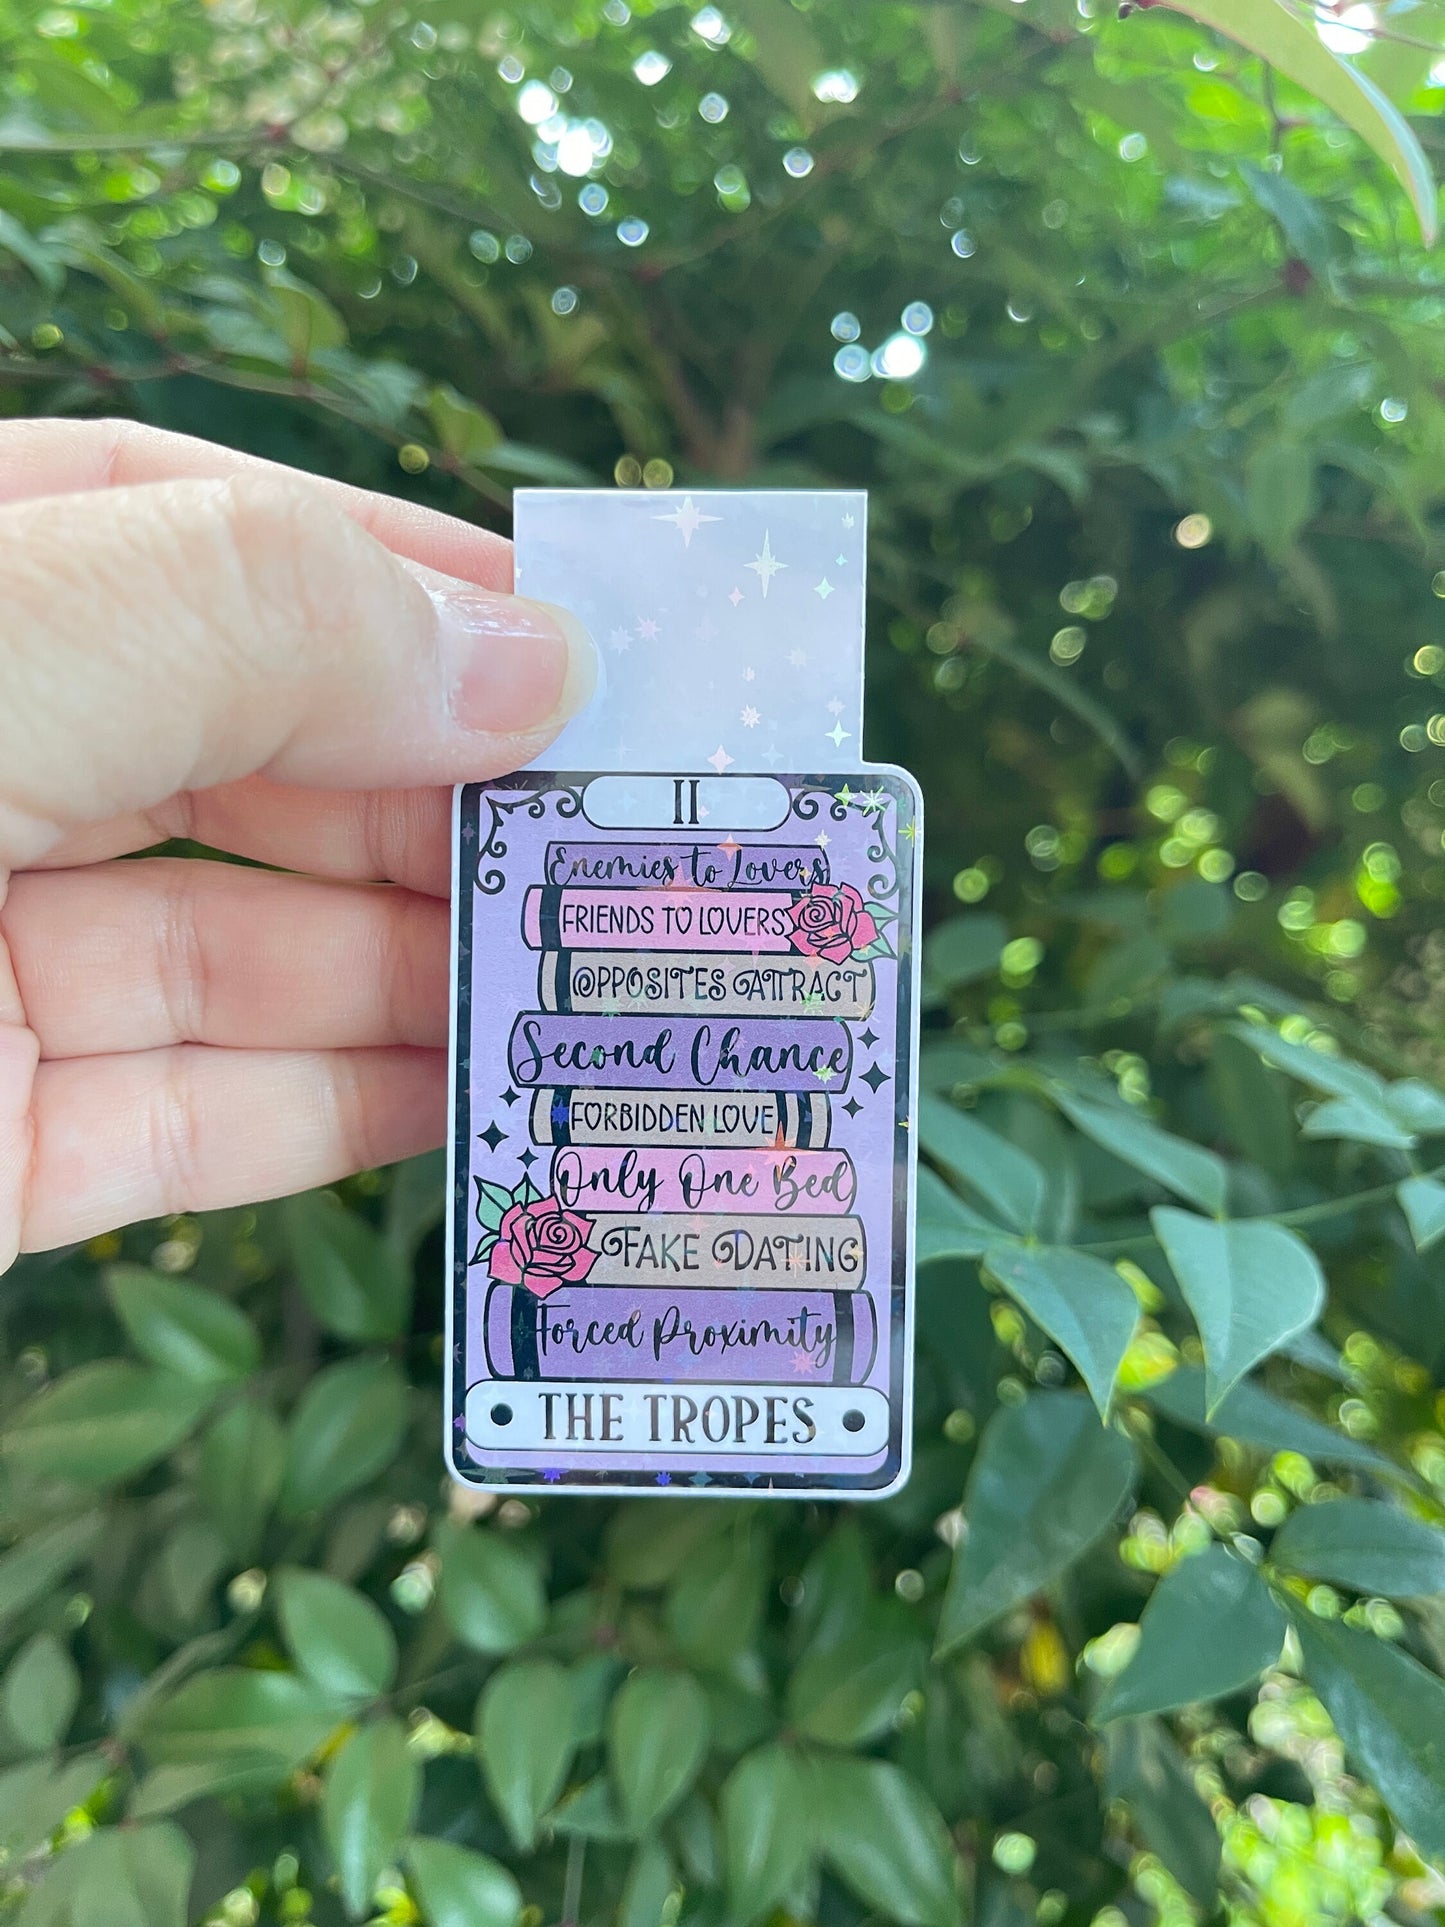 II
Enemies to Lovers
FRIENDS TO LOVERS
OPPOSITES ATTRACT
Second Chance
FORBIDDEN LOVE
Only One Bed
FAKE DATING
Forced Proximity
THE TROPES